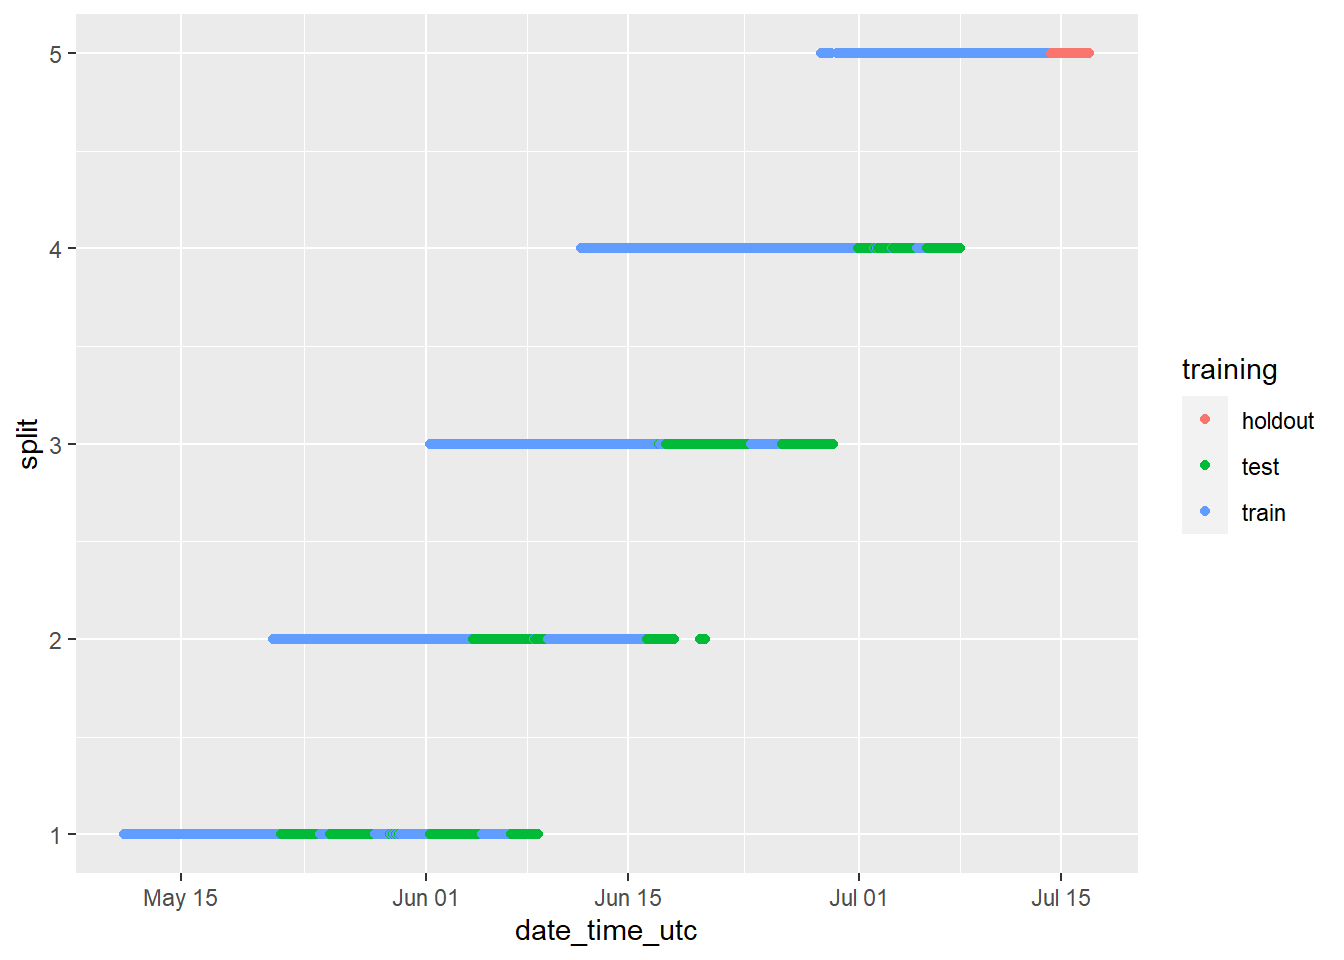 5
4
3
2
1
split
May 15
Jun 01
Jun 15
Jul 01
Jul 15
date_time_utc
training
holdout
test
train